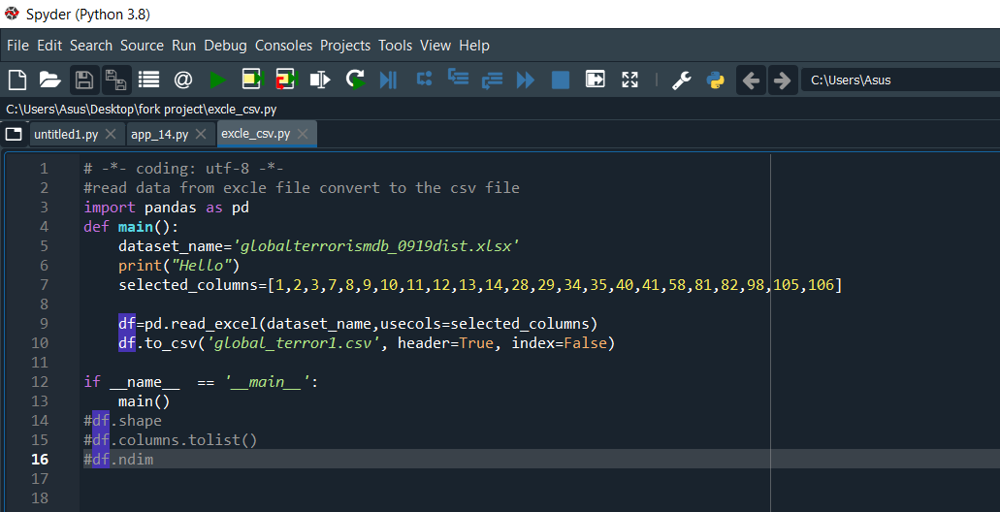 Spyder (Python 3.8)
File Edit Search Source Run Debug Consoles Projects Tools View Help
C:\Users\Asus
C:\Users\Asus\Desktop\fork project\excle_csv.py
untitled1.py app_14.py excle_csv.py
1 # -*- coding: utf-8 -*-
2 #read data from excle file convert to the csv file
3 import pandas as pd
4 def main():
5     dataset_name='globalterrorismdb_0919dist.xlsx'
6     print("Hello")
7     selected_columns=[1,2,3,7,8,9,10,11,12,13,14,28,29,34,35,40,41,58,81,82,98,105,106]
8
9     df=pd.read_excel(dataset_name,usecols=selected_columns)
10     df.to_csv('global_terror1.csv', header=True, index=False)
11
12 if __name__  == '__main__':
13     main()
14 #df.shape
15 #df.columns.tolist()
16 #df.ndim
17
18